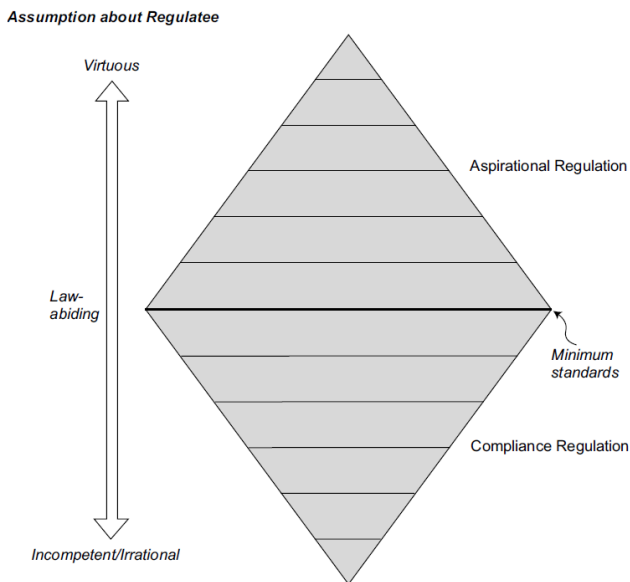 Assumption about Regulatee
Virtuous
Aspirational Regulation
Law-
abiding
Minimum
standards
Compliance Regulation
Incompetent/Irrational